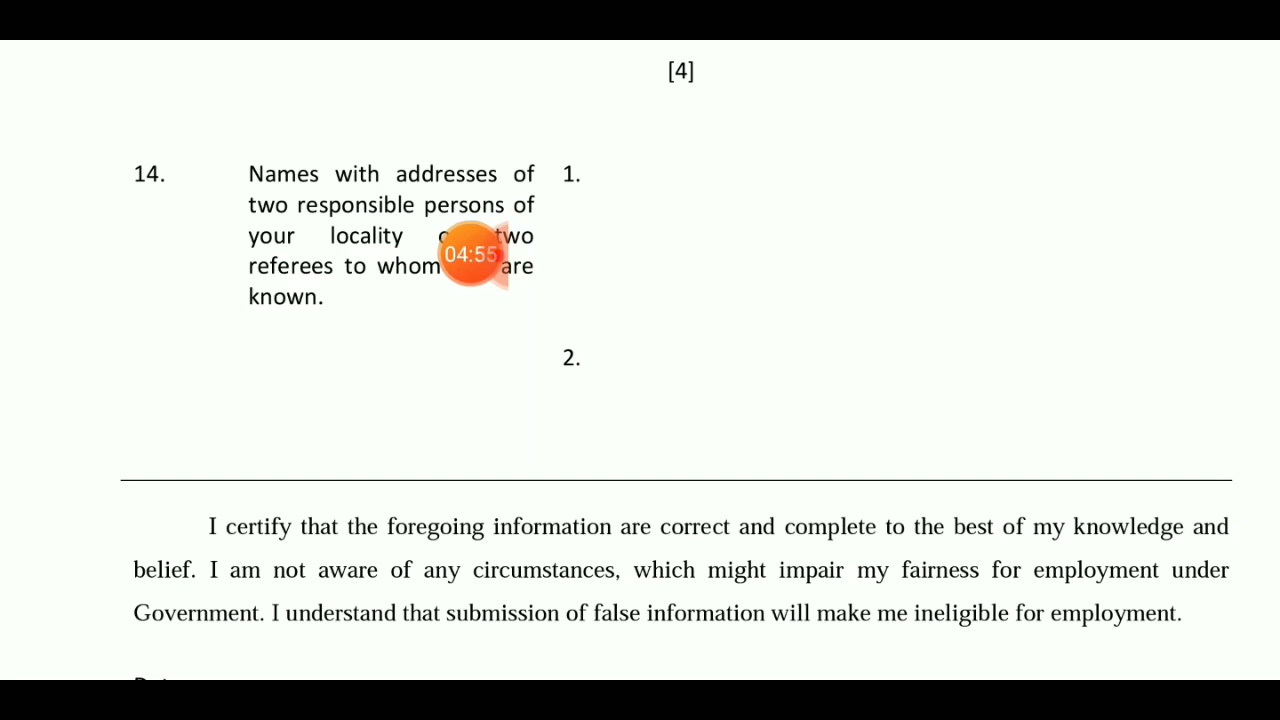 [4]
14. Names with addresses of 1.
two responsible persons of
your locality two
referees to whom are
known.
04:55
2.
I certify that the foregoing information are correct and complete to the best of my knowledge and
belief. I am not aware of any circumstances, which might impair my fairness for employment under
Government. I understand that submission of false information will make me ineligible for employment.